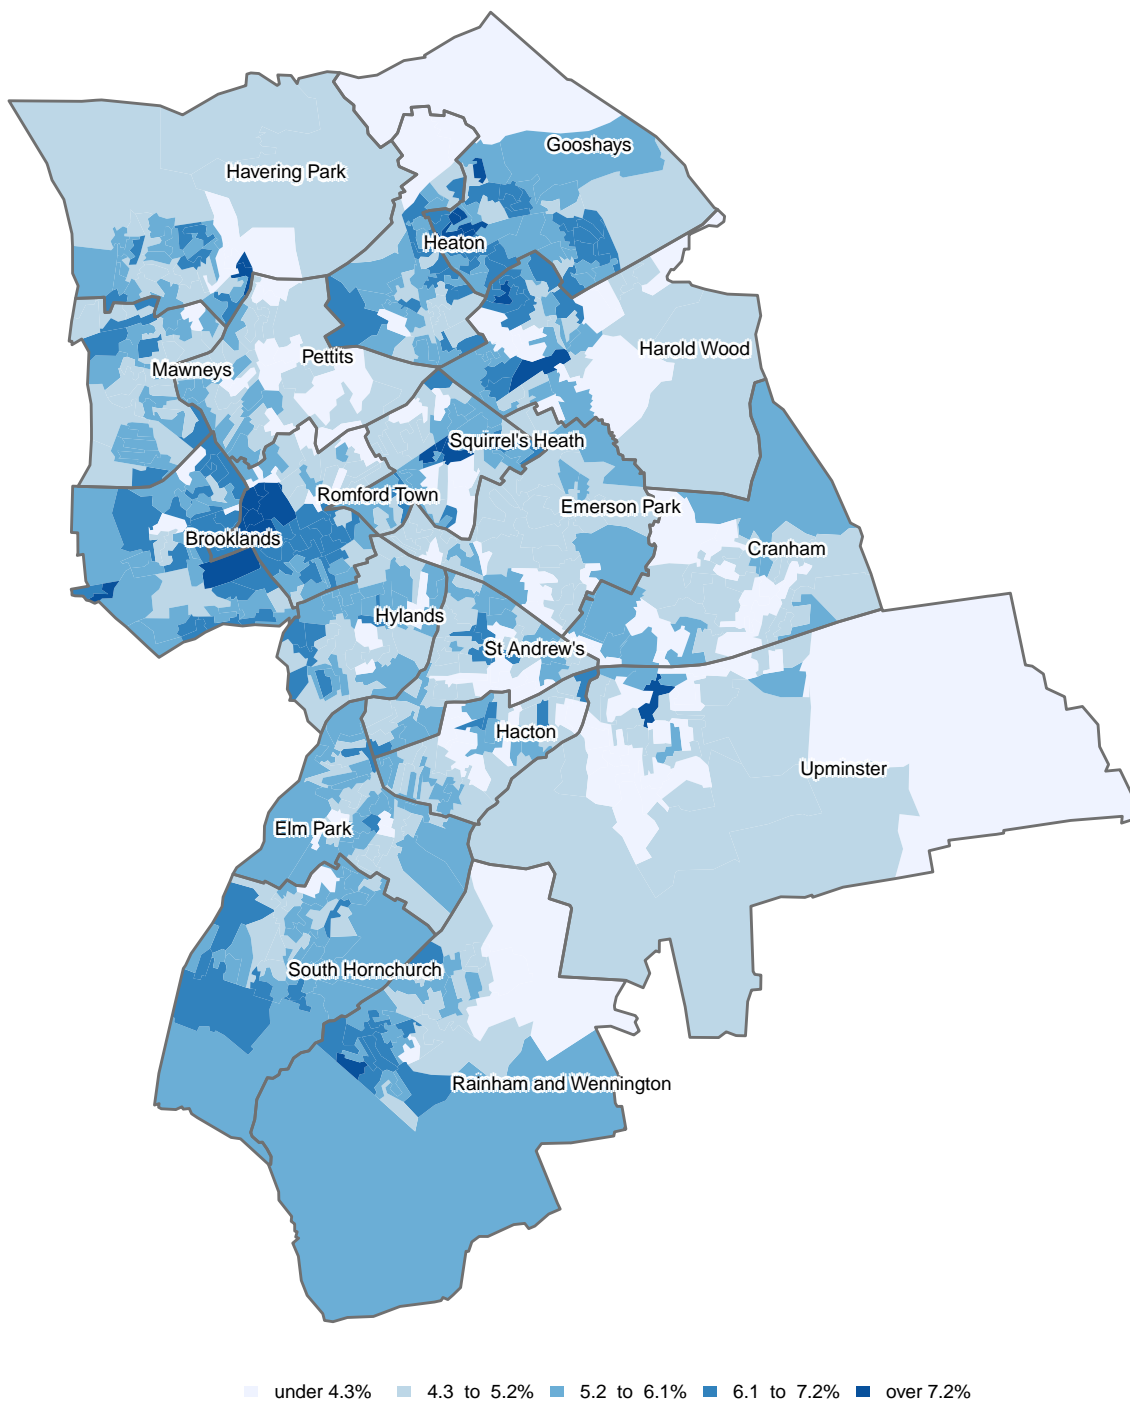 Gooshays
Havering Park
Heaton
Harold Wood
Pettits
Mawneys
Squirrel's Heath
Romford Town
Emerson Park
Brooklands
Cranham
Hylands
St Andrew's
Hacton
Upminster
Elm Park
South Hornchurch
Rainham and Wennington
under 4.3% 4.3 to 5.2% 5.2 to 6.1% 6.1 to 7.2% over 7.2%